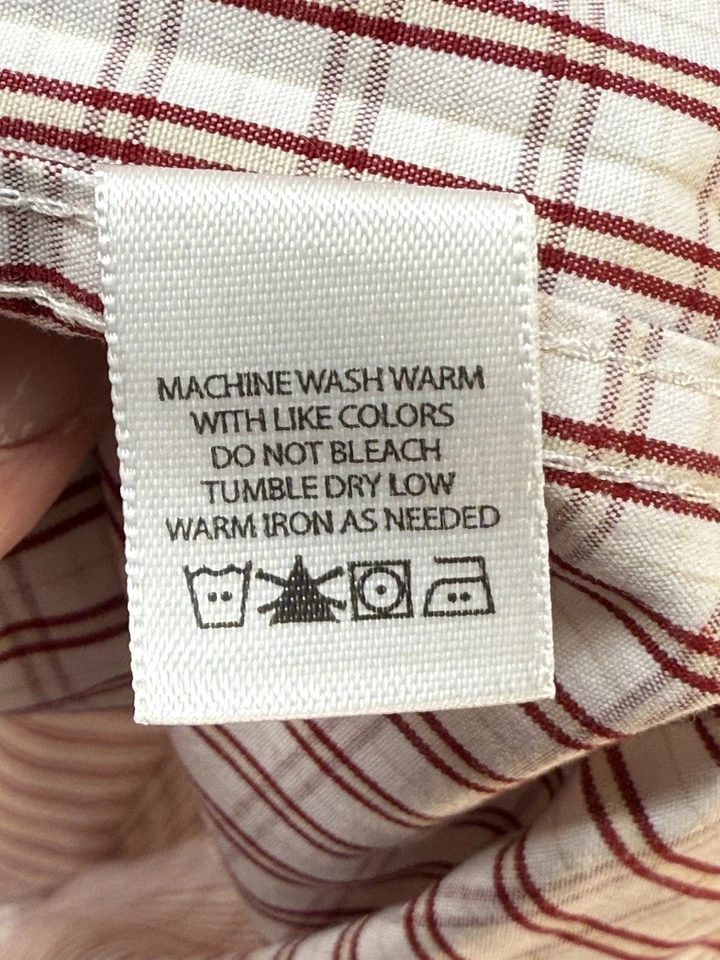 MACHINE WASH WARM
WITH LIKE COLORS
DO NOT BLEACH
TUMBLE DRY LOW
WARM IRON AS NEEDED